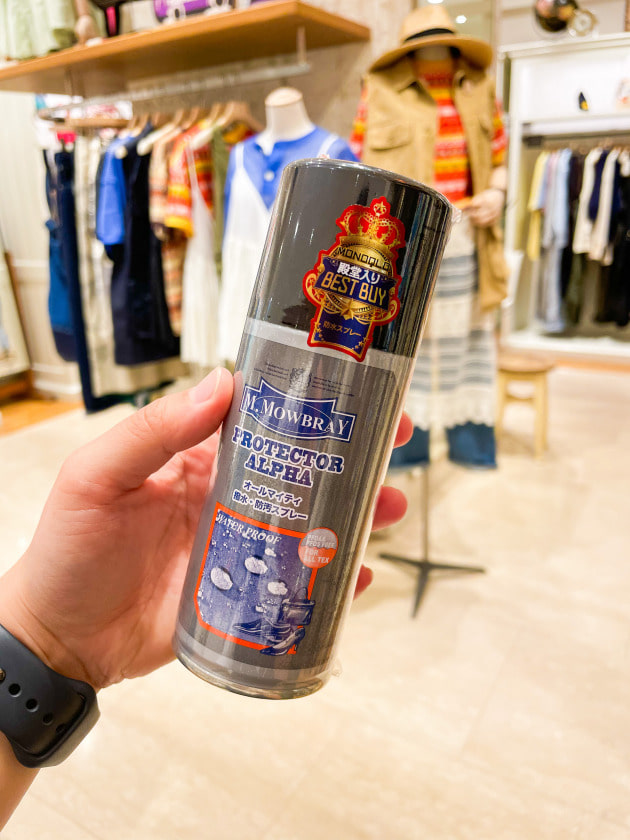 MONOQLO
殿堂入り
BEST BUY
防水スプレー
M. MOWBRAY
PROTECTOR
ALPHA
オールマイティ
撥水・防汚スプレー
WATER PROOF
FOR
ALL TEX